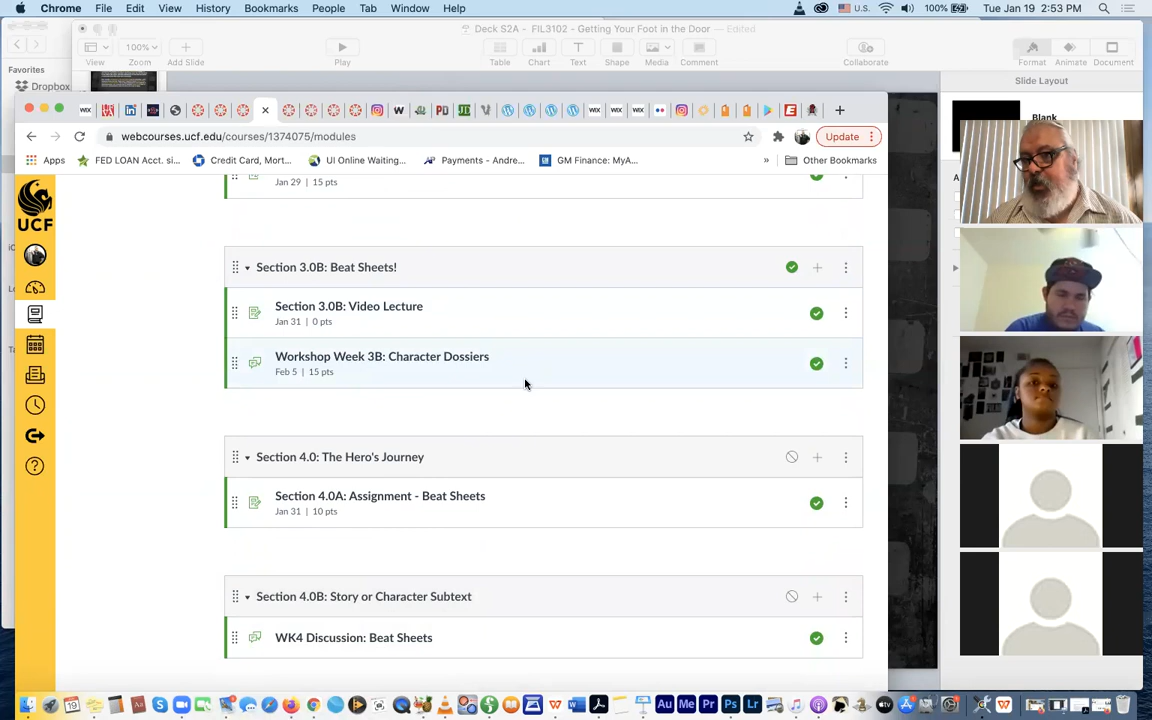 Chrome File Edit View History Bookmarks People Tab Window Help U.S. 100% Tue Jan 19 2:53 PM
Deck S2A - FIL3102 - Getting Your Foot in the Door — Edited
100%
View Zoom Add Slide Play Table Chart Text Shape Media Comment Collaborate Format Animate Document
Favorites
Dropbox
Slide Layout
Blank
webcourses.ufc.edu/courses/1374075/modules
Update
Apps FED LOAN Acct. si... Credit Card, Mort... UI Online Waiting... Payments - Andre... GM Finance: MyA... » Other Bookmarks
UCF
Jan 29 | 15 pts
Section 3.0B: Beat Sheets!
Section 3.0B: Video Lecture
Jan 31 | 0 pts
Workshop Week 3B: Character Dossiers
Feb 5 | 15 pts
Section 4.0: The Hero's Journey
Section 4.0A: Assignment - Beat Sheets
Jan 31 | 10 pts
Section 4.0B: Story or Character Subtext
WK4 Discussion: Beat Sheets